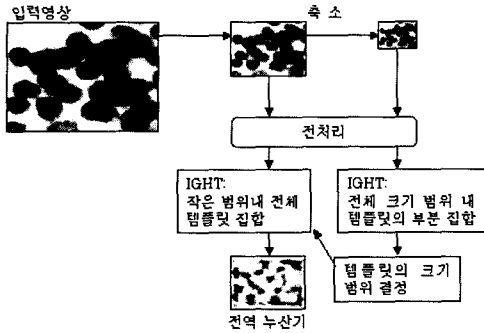 입력영상
축 소
전처리
IGHT:
작은 범위내 전체
템플릿 집합
IGHT:
전체 크기 범위 내
템플릿의 부분 집합
템플릿의 크기
범위 결정
전역 누산기